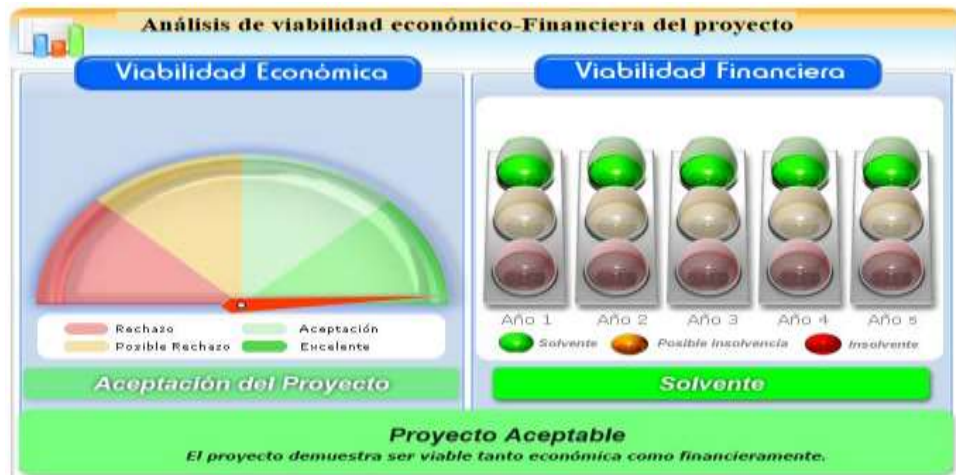 Análisis de viabilidad económico-Financiera del proyecto
Viabilidad Económica
Rechazo
Aceptación
Posible Rechazo
Excelente
Aceptación del Proyecto
Viabilidad Financiera
Año 1
Año 2
Año 3
Año 4
Año 5
Solvente
Posible Insolvencia
Insolvente
Solvente
Proyecto Aceptable
El proyecto demuestra ser viable tanto económica como financieramente.